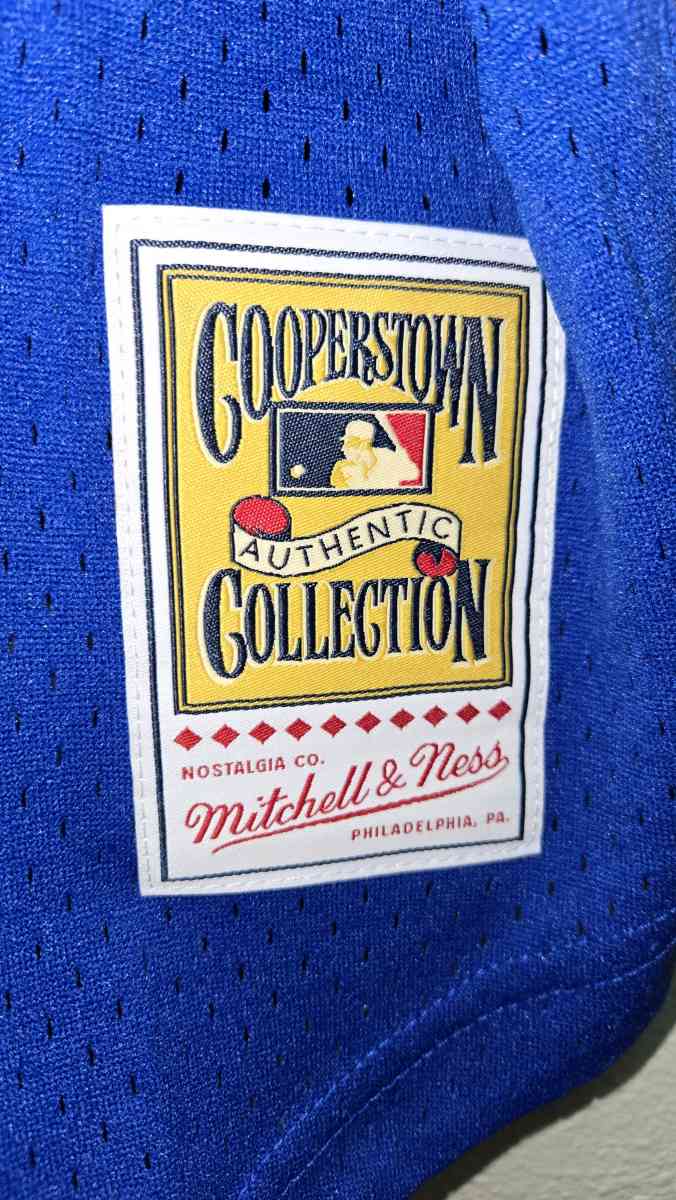 COOPERSTOWN
AUTHENTIC
COLLECTION
NOSTALGIA CO.
Mitchell & Ness
PHILADELPHIA, PA.